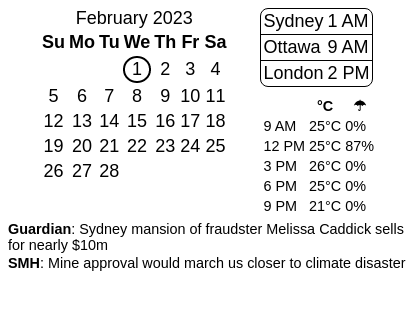 February 2023
Su Mo Tu We Th Fr Sa
1 2 3 4
5 6 7 8 9 10 11
12 13 14 15 16 17 18
19 20 21 22 23 24 25
26 27 28
Sydney 1 AM
Ottawa 9 AM
London 2 PM
°C ☂
9 AM 25°C 0%
12 PM 25°C 87%
3 PM 26°C 0%
6 PM 25°C 0%
9 PM 21°C 0%
Guardian: Sydney mansion of fraudster Melissa Caddick sells
for nearly $10m
SMH: Mine approval would march us closer to climate disaster